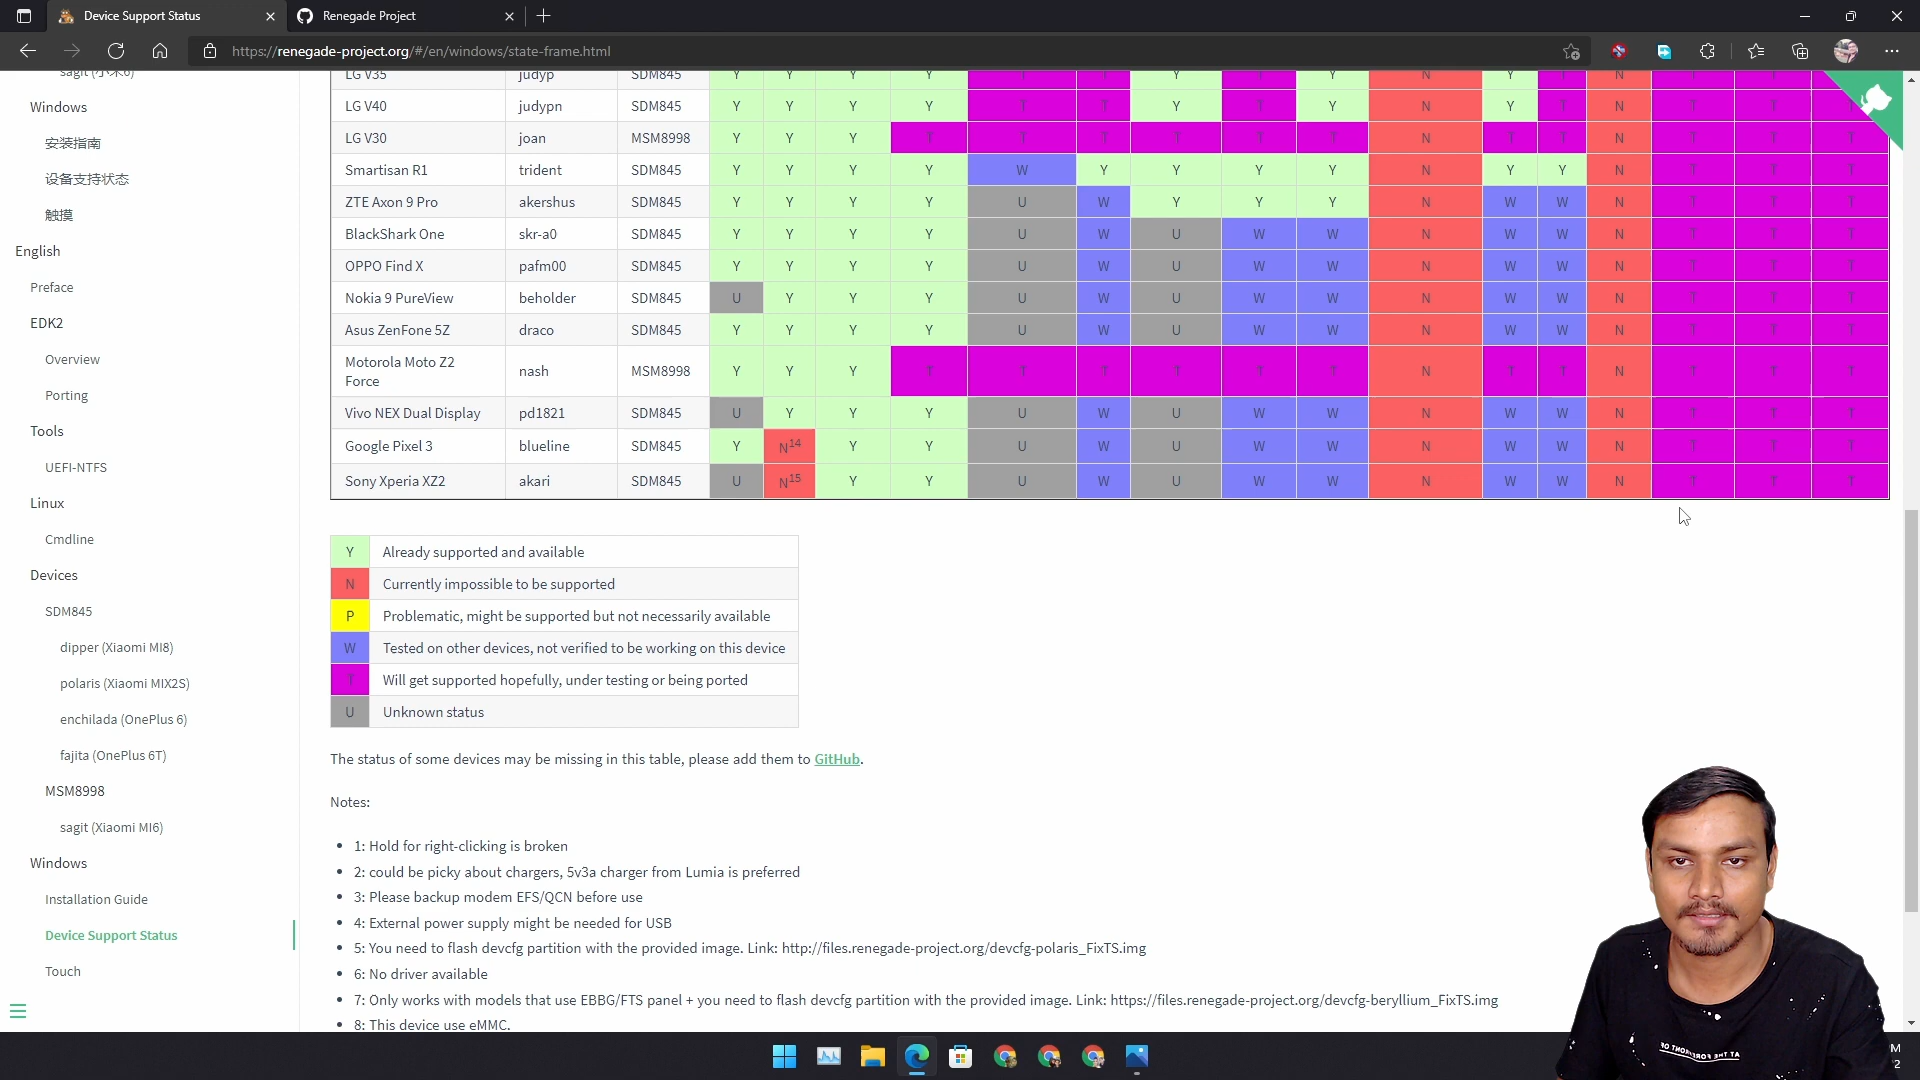 Device Support Status
Renegade Project
https://renegade-project.org/#/en/windows/state-frame.html
sagit (小米6)
Windows
安装指南
设备支持状态
触摸
English
Preface
EDK2
Overview
Porting
Tools
UEFI-NTFS
Linux
Cmdline
Devices
SDM845
dipper (Xiaomi MI8)
polaris (Xiaomi MIX2S)
enchilada (OnePlus 6)
fajita (OnePlus 6T)
MSM8998
sagit (Xiaomi MI6)
Windows
Installation Guide
Device Support Status
Touch
LG V35 judyp SDM845 Y Y Y Y T T Y T Y N Y T N T T T
LG V40 judypn SDM845 Y Y Y Y T T Y T Y N Y T N T T T
LG V30 joan MSM8998 Y Y Y T T T T T T N T T N T T T
Smartisan R1 trident SDM845 Y Y Y Y W Y Y Y Y N Y Y N T T T
ZTE Axon 9 Pro akershus SDM845 Y Y Y Y U W Y Y Y N W W N T T T
BlackShark One skr-a0 SDM845 Y Y Y Y U W U W W N W W N T T T
OPPO Find X pafm00 SDM845 Y Y Y Y U W U W W N W W N T T T
Nokia 9 PureView beholder SDM845 U Y Y Y U W U W W N W W N T T T
Asus ZenFone 5Z draco SDM845 Y Y Y Y U W U W W N W W N T T T
Motorola Moto Z2
Force nash MSM8998 Y Y Y T T T T T T N T T N T T T
Vivo NEX Dual Display pd1821 SDM845 U Y Y Y U W U W W N W W N T T T
Google Pixel 3 blueline SDM845 Y N14 Y Y U W U W W N W W N T T T
Sony Xperia XZ2 akari SDM845 U N15 Y Y U W U W W N W W N T T T
Y Already supported and available
N Currently impossible to be supported
P Problematic, might be supported but not necessarily available
W Tested on other devices, not verified to be working on this device
T Will get supported hopefully, under testing or being ported
U Unknown status
The status of some devices may be missing in this table, please add them to GitHub.
Notes:
• 1: Hold for right-clicking is broken
• 2: could be picky about chargers, 5v3a charger from Lumia is preferred
• 3: Please backup modem EFS/QCN before use
• 4: External power supply might be needed for USB
• 5: You need to flash devcfg partition with the provided image. Link: http://files.renegade-project.org/devcfg-polaris_FixTS.img
• 6: No driver available
• 7: Only works with models that use EBBG/FTS panel + you need to flash devcfg partition with the provided image. Link: https://files.renegade-project.org/devcfg-beryllium_FixTS.img
• 8: This device use eMMC.
M
2